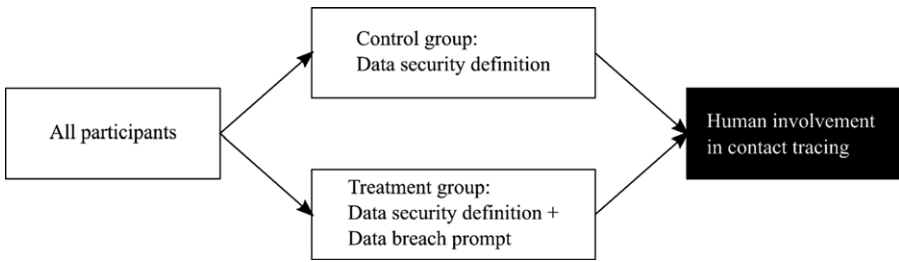 All participants
Control group:
Data security definition
Treatment group:
Data security definition +
Data breach prompt
Human involvement
in contact tracing